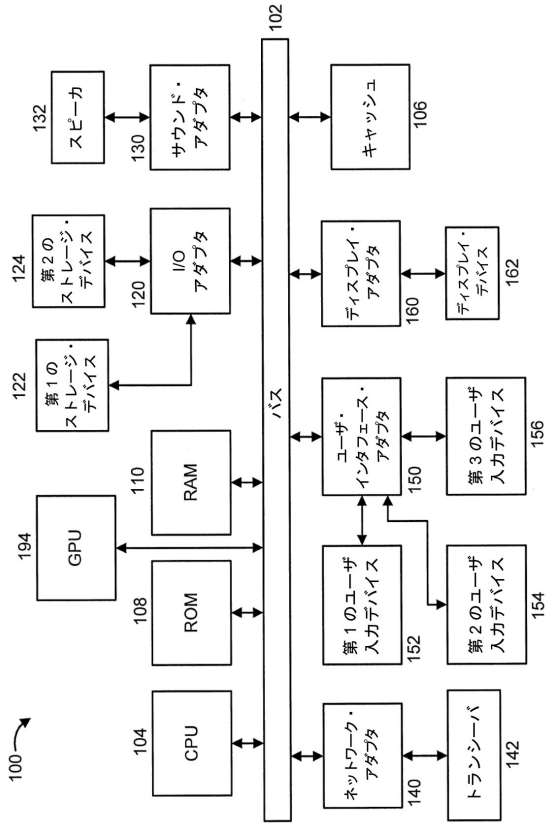 100
104
CPU
108
ROM
194
GPU
110
RAM
122
第1の
ストレージ・
デバイス
124
第2の
ストレージ・
デバイス
120
I/O
アダプタ
132
スピーカ
130
サウンド・
アダプタ
102
バス
ネットワーク・
アダプタ
140
トランシーバ
142
第1のユーザ
入力デバイス
152
第2のユーザ
入力デバイス
154
ユーザ・
インタフェース・
アダプタ
150
第3のユーザ
入力デバイス
156
ディスプレイ・
アダプタ
160
ディスプレイ・
デバイス
162
キャッシュ
106